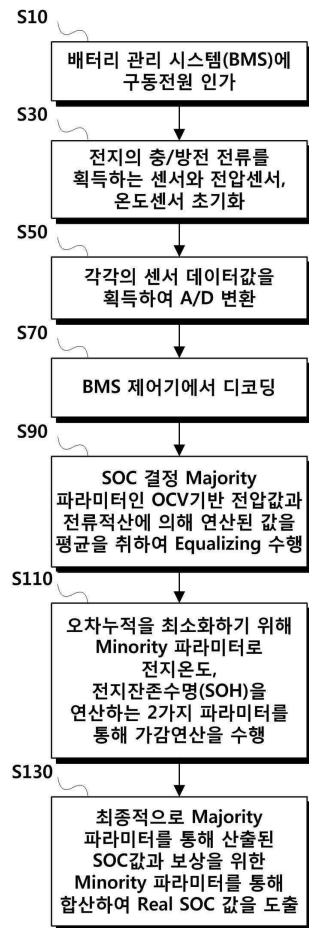 S10
배터리 관리 시스템(BMS)에
구동전원 인가
S30
전지의 충/방전 전류를
획득하는 센서와 전압센서,
온도센서 초기화
S50
각각의 센서 데이터값을
획득하여 A/D 변환
S70
BMS 제어기에서 디코딩
S90
SOC 결정 Majority
파라미터인 OCV기반 전압값과
전류적산에 의해 연산된 값을
평균을 취하여 Equalizing 수행
S110
오차누적을 최소화하기 위해
Minority 파라미터로
전지온도,
전지잔존수명(SOH)을
연산하는 2가지 파라미터를
통해 가감연산을 수행
S130
최종적으로 Majority
파라미터를 통해 산출된
SOC값과 보상을 위한
Minority 파라미터를 통해
합산하여 Real SOC 값을 도출